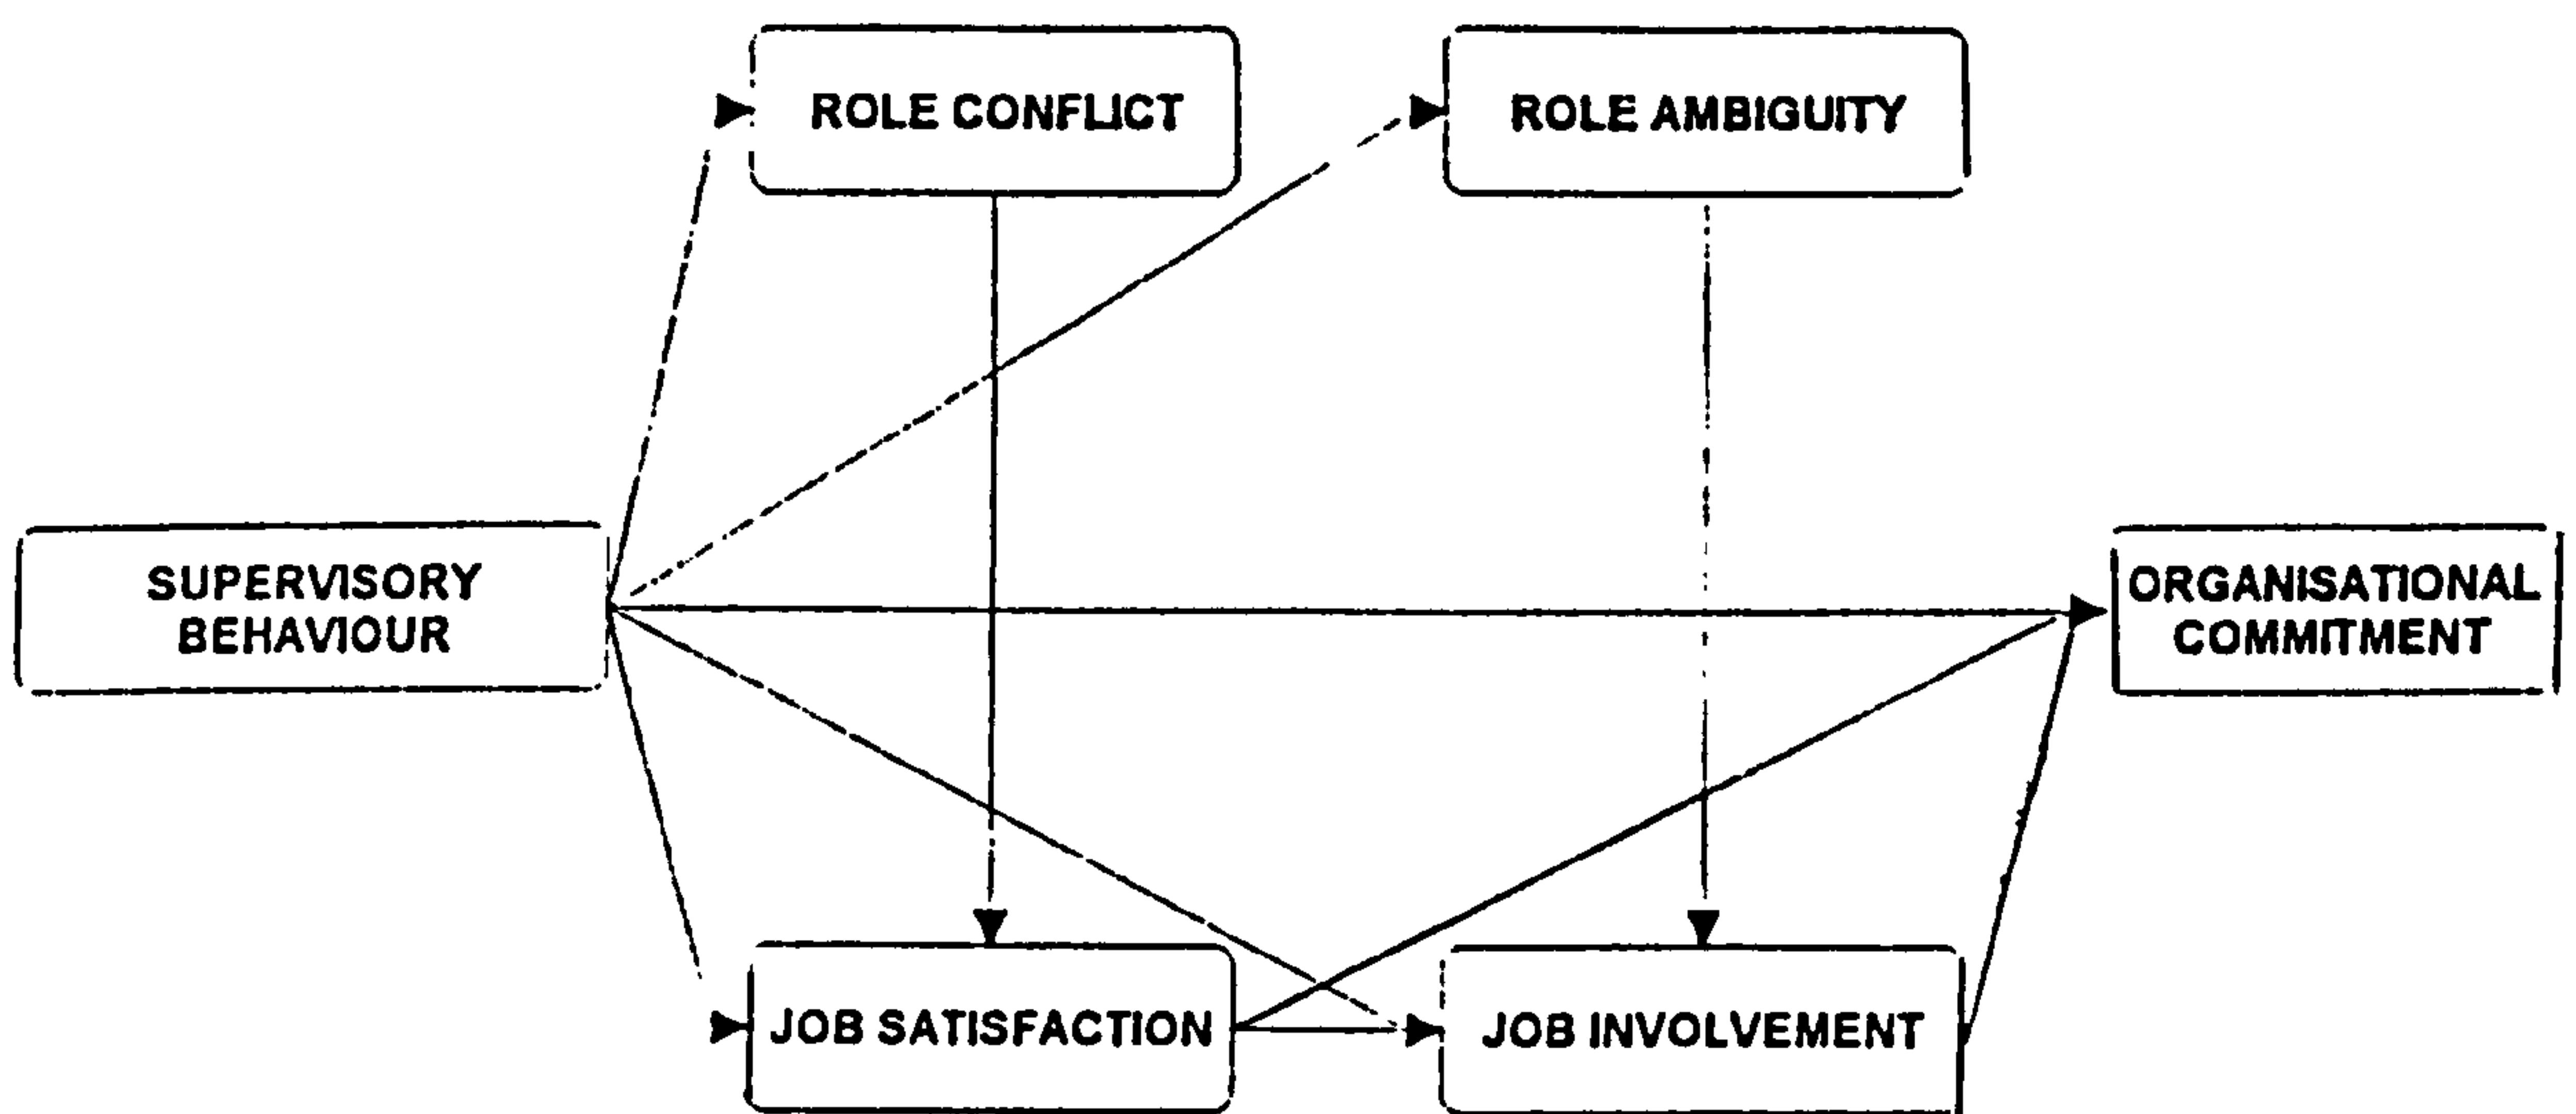 ROLE CONFLICT
ROLE AMBIGUITY
SUPERVISORY
BEHAVIOUR
ORGANISATIONAL
COMMITMENT
JOB SATISFACTION
JOB INVOLVEMENT